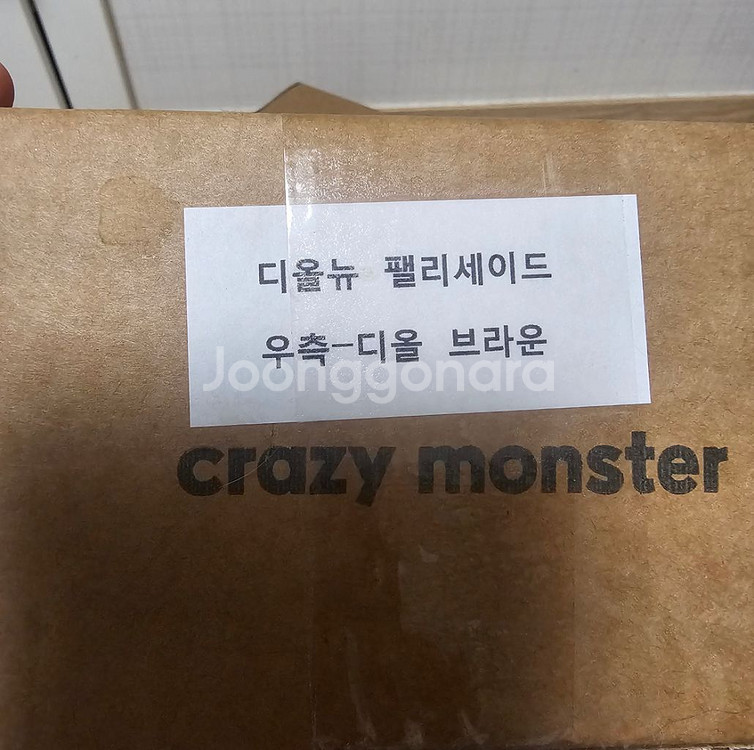 디올뉴 팰리세이드
우측-디올 브라운
Joonggonara
crazy monster